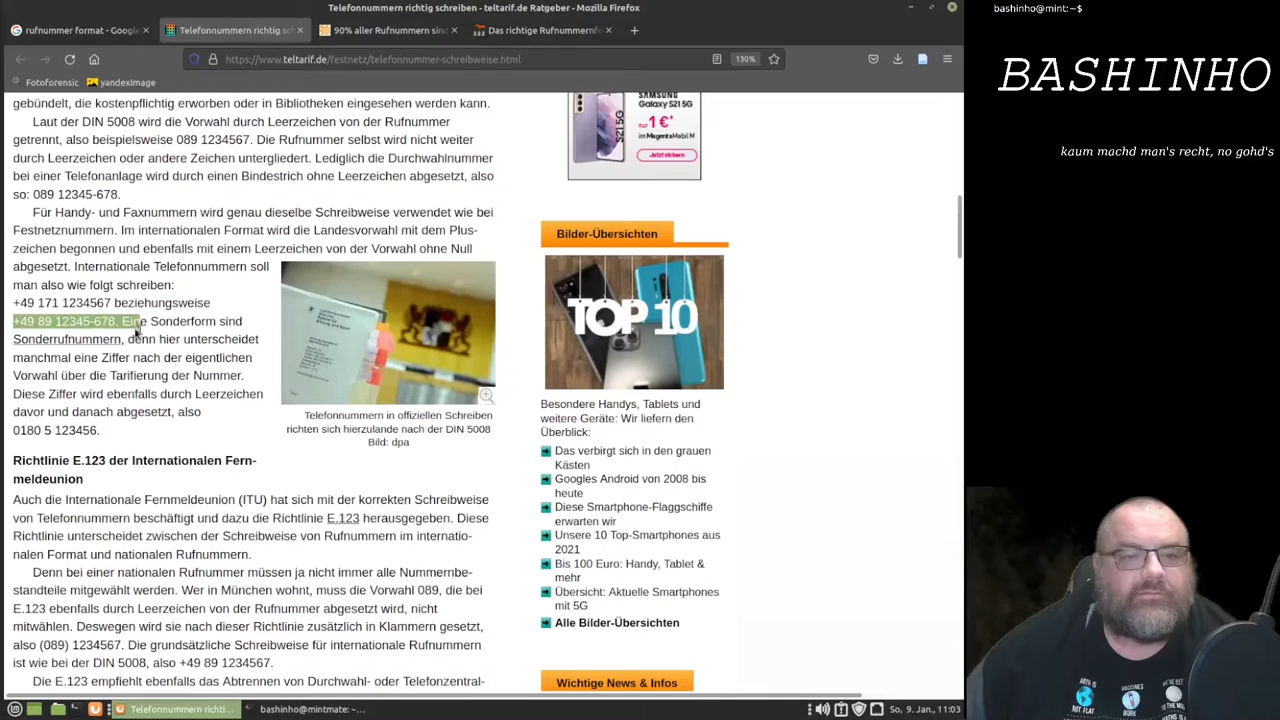 Telefonnummern richtig schreiben - teltarif.de Ratgeber - Mozilla Firefox
rufnummer format - Google
Telefonnummern richtig sc
90% aller Rufnummern sind
Das richtige Rufnummernfo
https://www.teltarif.de/festnetz/telefonnummer-schreibweise.html
130%
Fotoforensic
yandexImage
gebündelt, die kostenpflichtig erworben oder in Bibliotheken eingesehen werden kann.
Laut der DIN 5008 wird die Vorwahl durch Leerzeichen von der Rufnummer
getrennt, also beispielsweise 089 1234567. Die Rufnummer selbst wird nicht weiter
durch Leerzeichen oder andere Zeichen untergliedert. Lediglich die Durchwahlnummer
bei einer Telefonanlage wird durch einen Bindestrich ohne Leerzeichen abgesetzt, also
so: 089 12345-678.
Für Handy- und Faxnummern wird genau dieselbe Schreibweise verwendet wie bei
Festnetznummern. Im internationalen Format wird die Landesvorwahl mit dem Plus-
zeichen begonnen und ebenfalls mit einem Leerzeichen von der Vorwahl ohne Null
abgesetzt. Internationale Telefonnummern soll
man also wie folgt schreiben:
+49 171 1234567 beziehungsweise
+49 89 12345-678. Eine Sonderform sind
Sonderrufnummern, denn hier unterscheidet
manchmal eine Ziffer nach der eigentlichen
Vorwahl über die Tarifierung der Nummer.
Diese Ziffer wird ebenfalls durch Leerzeichen
davor und danach abgesetzt, also
0180 5 123456.
Telefonnummern in offiziellen Schreiben
richten sich hierzulande nach der DIN 5008
Bild: dpa
Richtlinie E.123 der Internationalen Fern-
meldeunion
Auch die Internationale Fernmeldeunion (ITU) hat sich mit der korrekten Schreibweise
von Telefonnummern beschäftigt und dazu die Richtlinie E.123 herausgegeben. Diese
Richtlinie unterscheidet zwischen der Schreibweise von Rufnummern im internatio-
nalen Format und nationalen Rufnummern.
Denn bei einer nationalen Rufnummer müssen ja nicht immer alle Nummernbe-
standteile mitgewählt werden. Wer in München wohnt, muss die Vorwahl 089, die bei
E.123 ebenfalls durch Leerzeichen von der Rufnummer abgesetzt wird, nicht
mitwählen. Deswegen wird sie nach dieser Richtlinie zusätzlich in Klammern gesetzt,
also (089) 1234567. Die grundsätzliche Schreibweise für internationale Rufnummern
ist wie bei der DIN 5008, also +49 89 1234567.
Die E.123 empfiehlt ebenfalls das Abtrennen von Durchwahl- oder Telefonzentral-
SAMSUNG
Galaxy S21 5G
nur 1 €*
im MagentaMobil M
Jetzt sichern
Bilder-Übersichten
TOP 10
Besondere Handys, Tablets und
weitere Geräte: Wir liefern den
Überblick:
Das verbirgt sich in den grauen
Kästen
Googles Android von 2008 bis
heute
Diese Smartphone-Flaggschiffe
erwarten wir
Unsere 10 Top-Smartphones aus
2021
Bis 100 Euro: Handy, Tablet &
mehr
Übersicht: Aktuelle Smartphones
mit 5G
Alle Bilder-Übersichten
Wichtige News & Infos
bashinho@mint:~$
BASHINHO
kaum machd man's recht, no gohd's
EARTH IS
NOT FLAT
VACCINES
WORK
Telefonnummern richti...
bashinho@mintmate: ~...
So, 9. Jan., 11:03